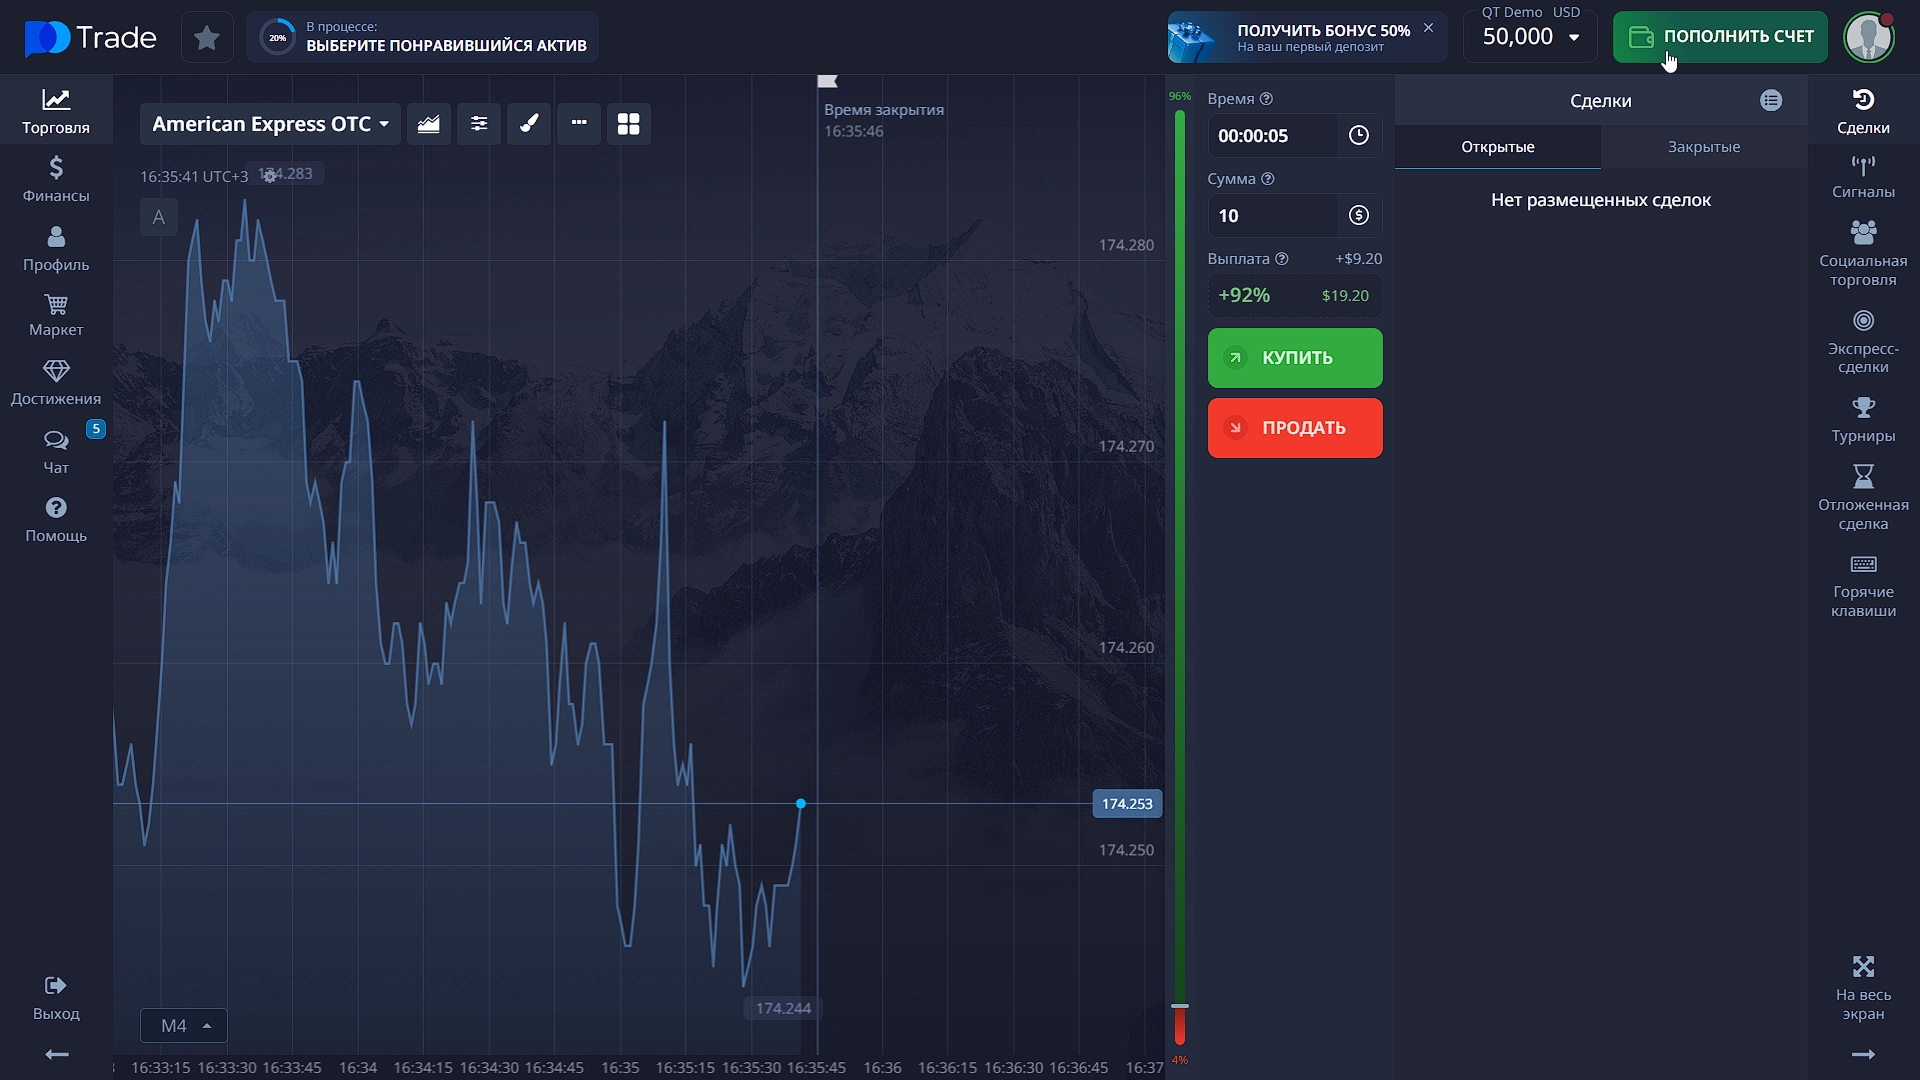 Trade
20%
В процессе:
ВЫБЕРИТЕ ПОНРАВИВШИЙСЯ АКТИВ
ПОЛУЧИТЬ БОНУС 50%
На ваш первый депозит
QT Demo USD
50,000
ПОПОЛНИТЬ СЧЕТ
Торговля
Финансы
Профиль
Маркет
Достижения
5
Чат
Помощь
Выход
American Express OTC
16:35:41 UTC+3
174.283
A
Время закрытия
16:35:46
174.280
174.270
174.260
174.253
174.250
174.244
M4
16:33:15 16:33:30 16:33:45 16:34 16:34:15 16:34:30 16:34:45 16:35 16:35:15 16:35:30 16:35:45 16:36 16:36:15 16:36:30 16:36:45 16:37
96%
4%
Время
00:00:05
Сумма
10
Выплата +$9.20
+92% $19.20
КУПИТЬ
ПРОДАТЬ
Сделки
Открытые Закрытые
Нет размещенных сделок
Сделки
Сигналы
Социальная
торговля
Экспресс-
сделки
Турниры
Отложенная
сделка
Горячие
клавиши
На весь
экран